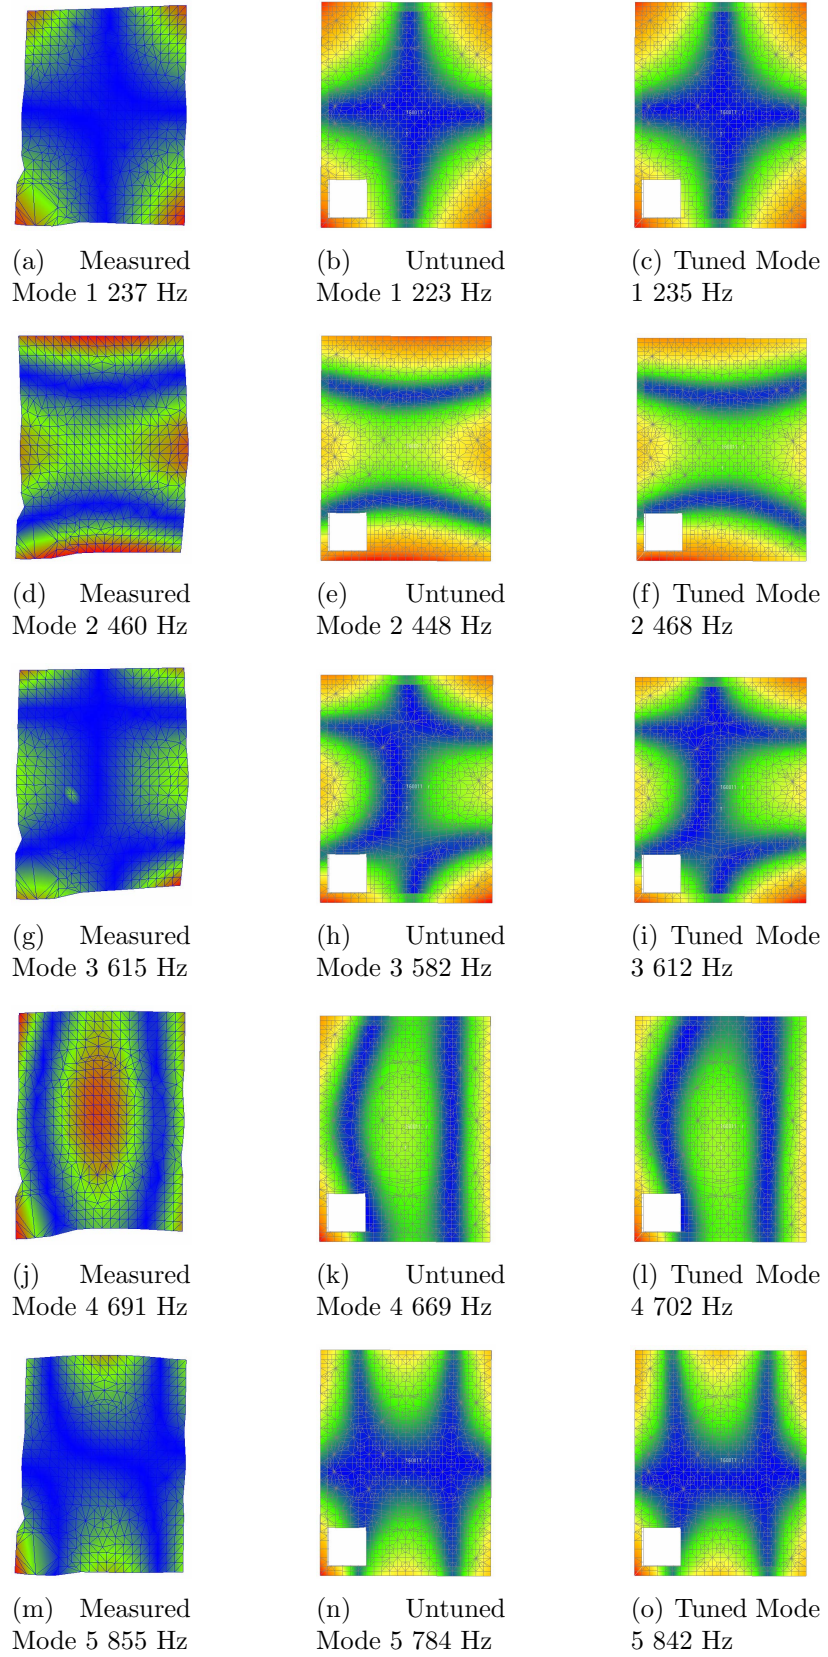 (a) Measured
Mode 1 237 Hz
(b) Untuned
Mode 1 223 Hz
(c) Tuned Mode
1 235 Hz
(d) Measured
Mode 2 460 Hz
(e) Untuned
Mode 2 448 Hz
(f) Tuned Mode
2 468 Hz
(g) Measured
Mode 3 615 Hz
(h) Untuned
Mode 3 582 Hz
(i) Tuned Mode
3 612 Hz
(j) Measured
Mode 4 691 Hz
(k) Untuned
Mode 4 669 Hz
(l) Tuned Mode
4 702 Hz
(m) Measured
Mode 5 855 Hz
(n) Untuned
Mode 5 784 Hz
(o) Tuned Mode
5 842 Hz